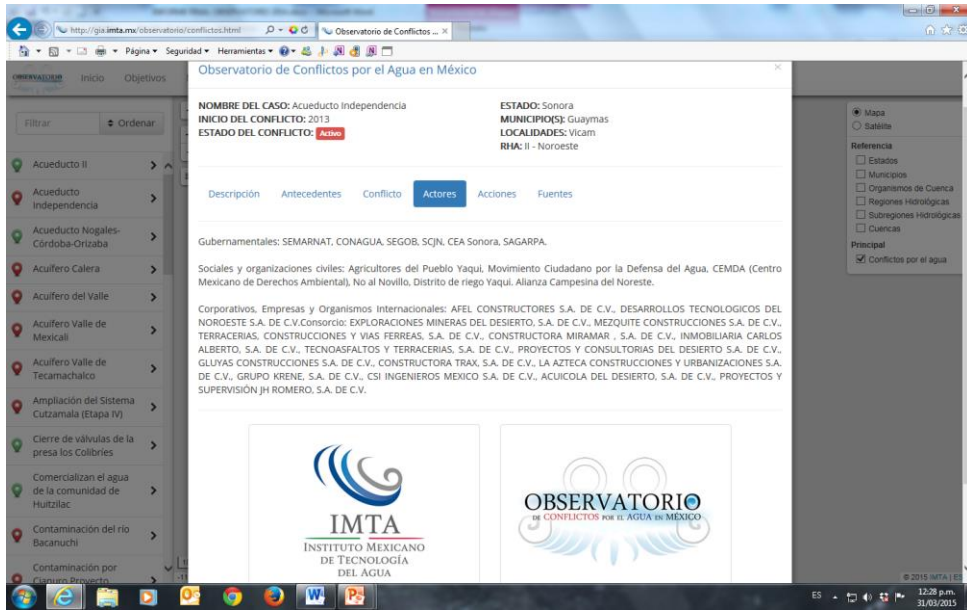 http://gia.imta.mx/observatorio/conflictos.html
Observatorio de Conflictos ...
Página Seguridad Herramientas
OBSERVATORIO Inicio Objetivos
Filtrar Ordenar
Acueducto II
Acueducto
Independencia
Acueducto Nogales-
Córdoba-Orizaba
Acuífero Calera
Acuífero del Valle
Acuífero Valle de
Mexicali
Acuífero Valle de
Tecamachalco
Ampliación del Sistema
Cutzamala (Etapa IV)
Cierre de válvulas de la
presa los Colibríes
Comercializan el agua
de la comunidad de
Huitzilac
Contaminación del río
Bacanuchi
Contaminación por
Cianuro Proyecto
Observatorio de Conflictos por el Agua en México
NOMBRE DEL CASO: Acueducto Independencia
INICIO DEL CONFLICTO: 2013
ESTADO DEL CONFLICTO: Activo
ESTADO: Sonora
MUNICIPIO(S): Guaymas
LOCALIDADES: Vicam
RHA: II - Noroeste
Descripción Antecedentes Conflicto Actores Acciones Fuentes
Gubernamentales: SEMARNAT, CONAGUA, SEGOB, SCJN, CEA Sonora, SAGARPA.
Sociales y organizaciones civiles: Agricultores del Pueblo Yaqui, Movimiento Ciudadano por la Defensa del Agua, CEMDA (Centro
Mexicano de Derechos Ambiental), No al Novillo, Distrito de riego Yaqui. Alianza Campesina del Noreste.
Corporativos, Empresas y Organismos Internacionales: AFEL CONSTRUCTORES S.A. DE C.V., DESARROLLOS TECNOLOGICOS DEL
NOROESTE S.A. DE C.V.Consorcio: EXPLORACIONES MINERAS DEL DESIERTO, S.A. DE C.V., MEZQUITE CONSTRUCCIONES S.A. DE C.V.,
TERRACERIAS, CONSTRUCCIONES Y VIAS FERREAS, S.A. DE C.V., CONSTRUCTORA MIRAMAR , S.A. DE C.V., INMOBILIARIA CARLOS
ALBERTO, S.A. DE C.V., TECNOASFALTOS Y TERRACERIAS, S.A. DE C.V., PROYECTOS Y CONSULTORIAS DEL DESIERTO S.A. DE C.V.,
GLUYAS CONSTRUCCIONES S.A. DE C.V., CONSTRUCTORA TRAX, S.A. DE C.V., LA AZTECA CONSTRUCCIONES Y URBANIZACIONES S.A.
DE C.V., GRUPO KRENE, S.A. DE C.V., CSI INGENIEROS MEXICO S.A. DE C.V., ACUICOLA DEL DESIERTO, S.A. DE C.V., PROYECTOS Y
SUPERVISIÓN JH ROMERO, S.A. DE C.V.
IMTA
INSTITUTO MEXICANO
DE TECNOLOGÍA
DEL AGUA
OBSERVATORIO
DE CONFLICTOS POR EL AGUA EN MÉXICO
Mapa
Satélite
Referencia
Estados
Municipios
Organismos de Cuenca
Regiones Hidrológicas
Subregiones Hidrológicas
Cuencas
Principal
Conflictos por el agua
© 2015 IMTA | ES
ES
12:28 p.m.
31/03/2015